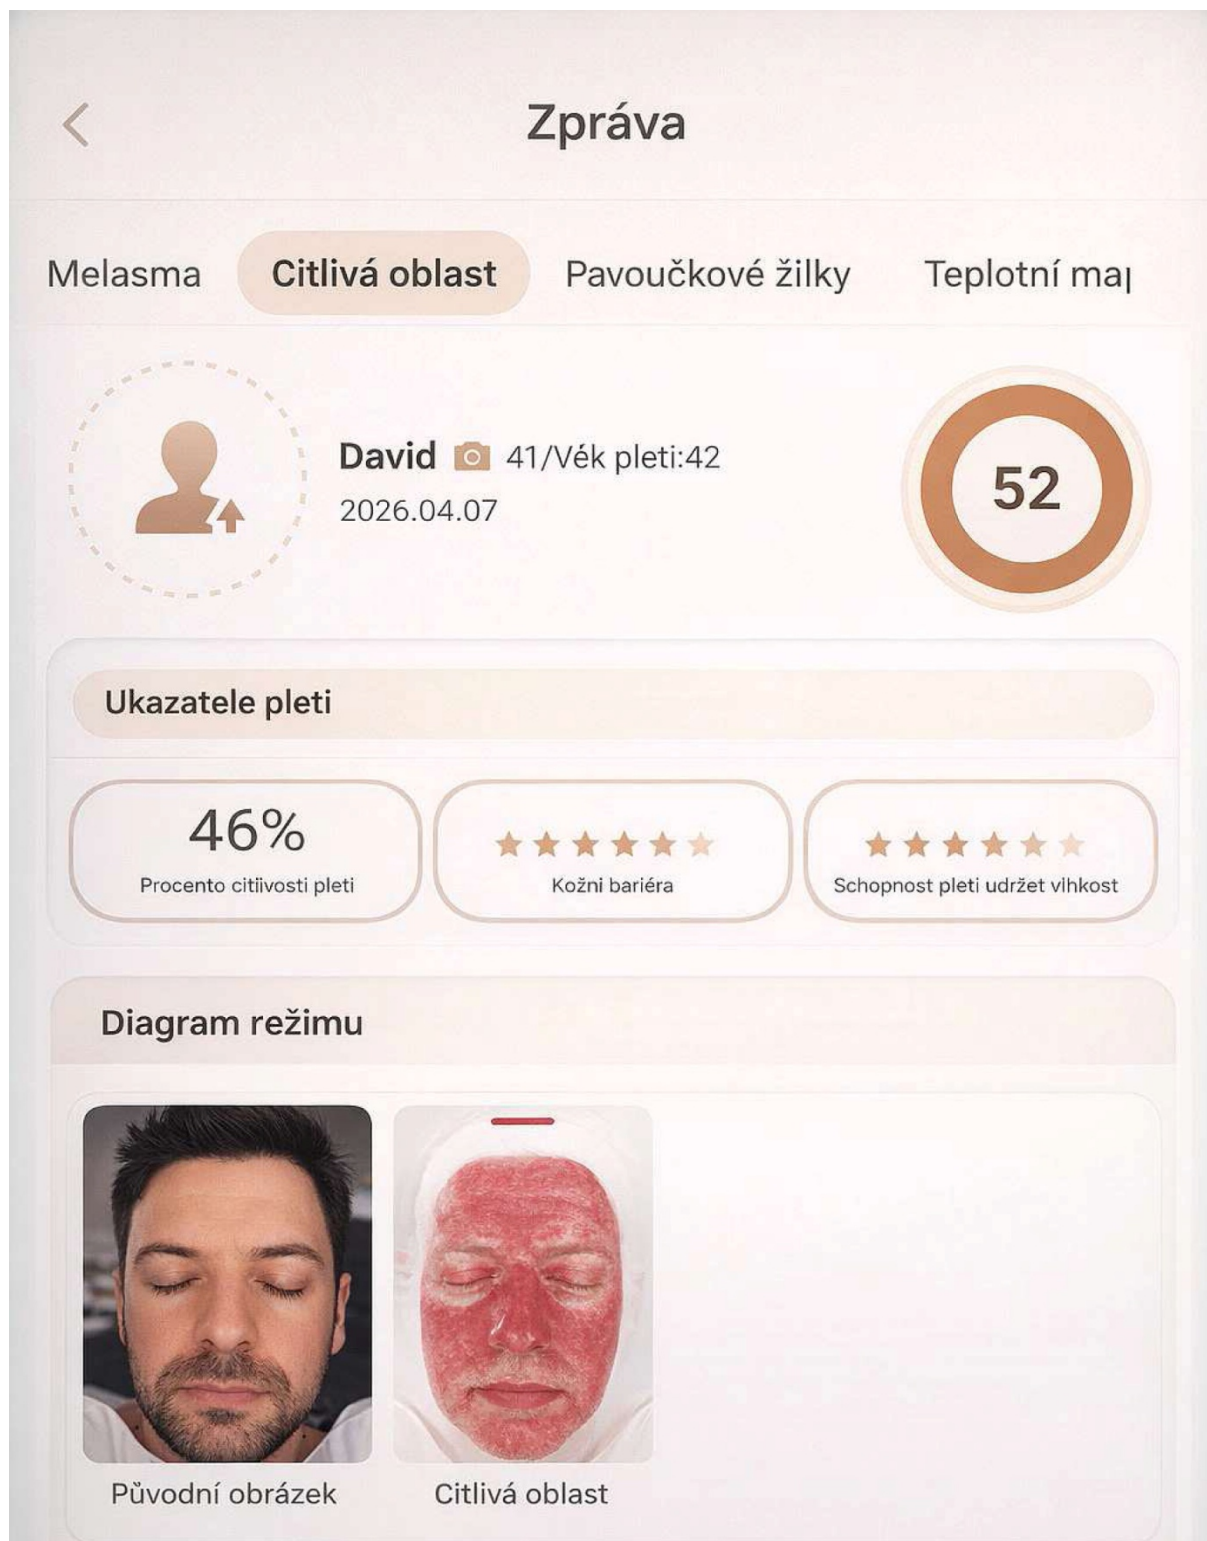 Zpráva
Melasma Citlivá oblast Pavoučkové žilky Teplotní map
David 41/Vék pleti:42
2026.04.07
52
Ukazatele pleti
46%
Procento citiivosti pleti
Kožni bariéra
Schopnost pleti udržet vlhkost
Diagram režimu
Původní obrázek Citlivá oblast